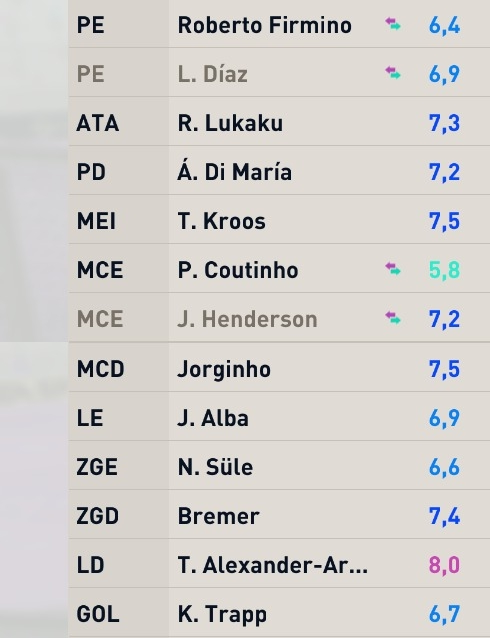 PE Roberto Firmino 6,4
PE L. Díaz 6,9
ATA R. Lukaku 7,3
PD Á. Di María 7,2
MEI T. Kroos 7,5
MCE P. Coutinho 5,8
MCE J. Henderson 7,2
MCD Jorginho 7,5
LE J. Alba 6,9
ZGE N. Süle 6,6
ZGD Bremer 7,4
LD T. Alexander-Ar... 8,0
GOL K. Trapp 6,7